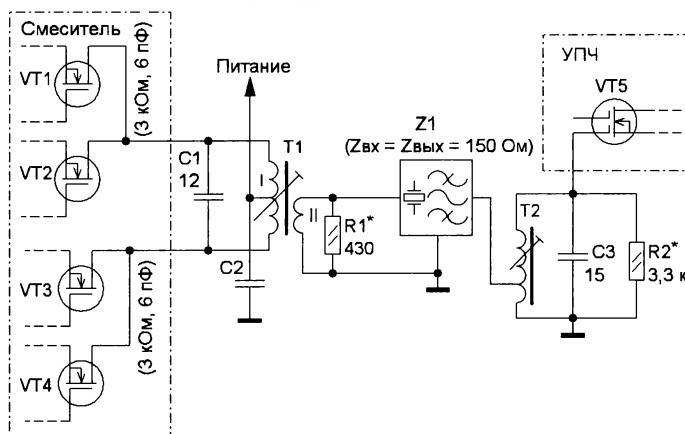 Смеситель
VT1
(3 кОм, 6 пФ)
VT2
VT3
(3 кОм, 6 пФ)
VT4
Питание
C1
12
T1
I
II
C2
R1*
430
Z1
(Zвх = Zвых = 150 Ом)
T2
УПЧ
VT5
C3
15
R2*
3,3 к